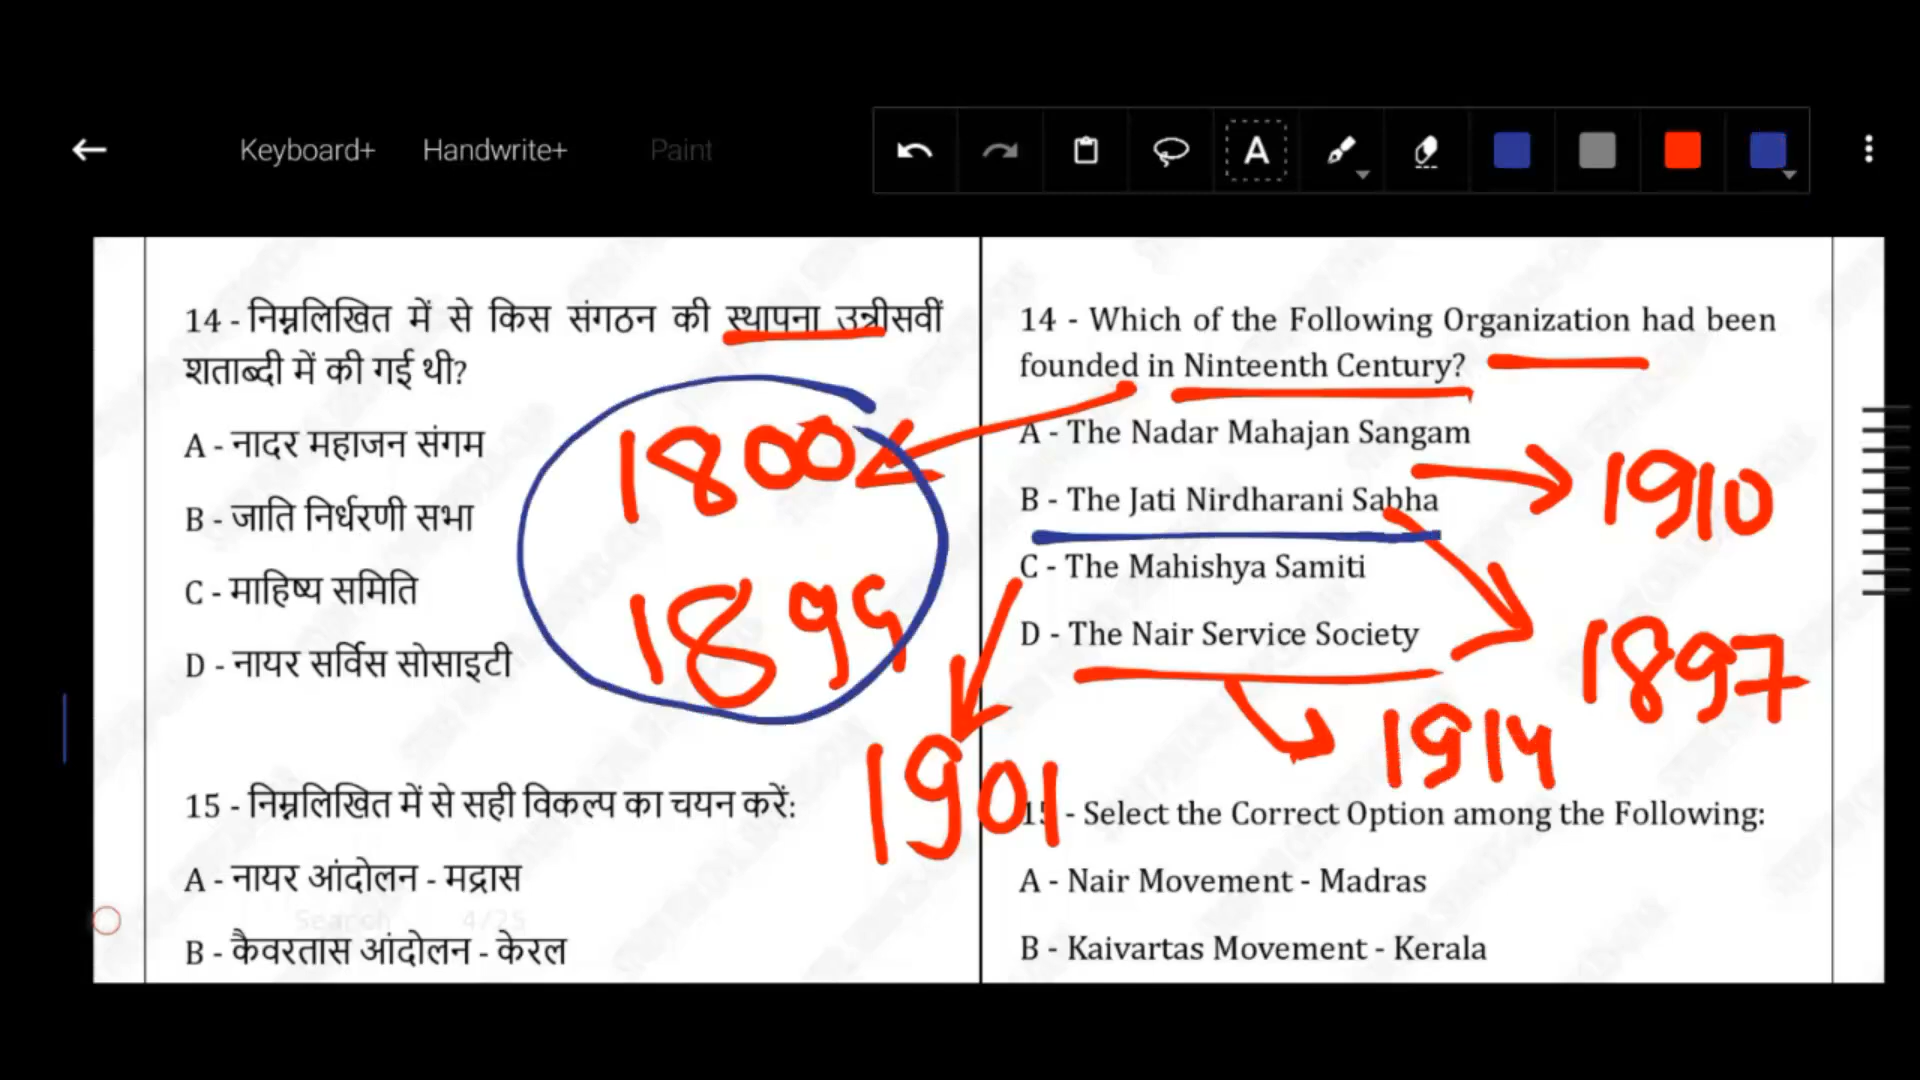 Keyboard+ Handwrite+ Paint
A
14 - निम्नलिखित में से किस संगठन की स्थापना उन्नीसवीं
शताब्दी में की गई थी?
A - नादर महाजन संगम
B - जाति निर्धरणी सभा
C - माहिष्य समिति
D - नायर सर्विस सोसाइटी
1800
1899
15 - निम्नलिखित में से सही विकल्प का चयन करें:
A - नायर आंदोलन - मद्रास
Search 4/25
B - कैवरतास आंदोलन - केरल
14 - Which of the Following Organization had been
founded in Ninteenth Century?
A - The Nadar Mahajan Sangam
1910
B - The Jati Nirdharani Sabha
C - The Mahishya Samiti
D - The Nair Service Society
1897
1914
1901
15 - Select the Correct Option among the Following:
A - Nair Movement - Madras
B - Kaivartas Movement - Kerala